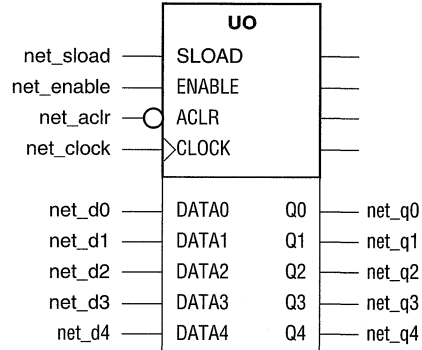 UO
net_sload SLOAD
net_enable ENABLE
net_aclr ACLR
net_clock CLOCK
net_d0 DATA0 Q0 net_q0
net_d1 DATA1 Q1 net_q1
net_d2 DATA2 Q2 net_q2
net_d3 DATA3 Q3 net_q3
net_d4 DATA4 Q4 net_q4